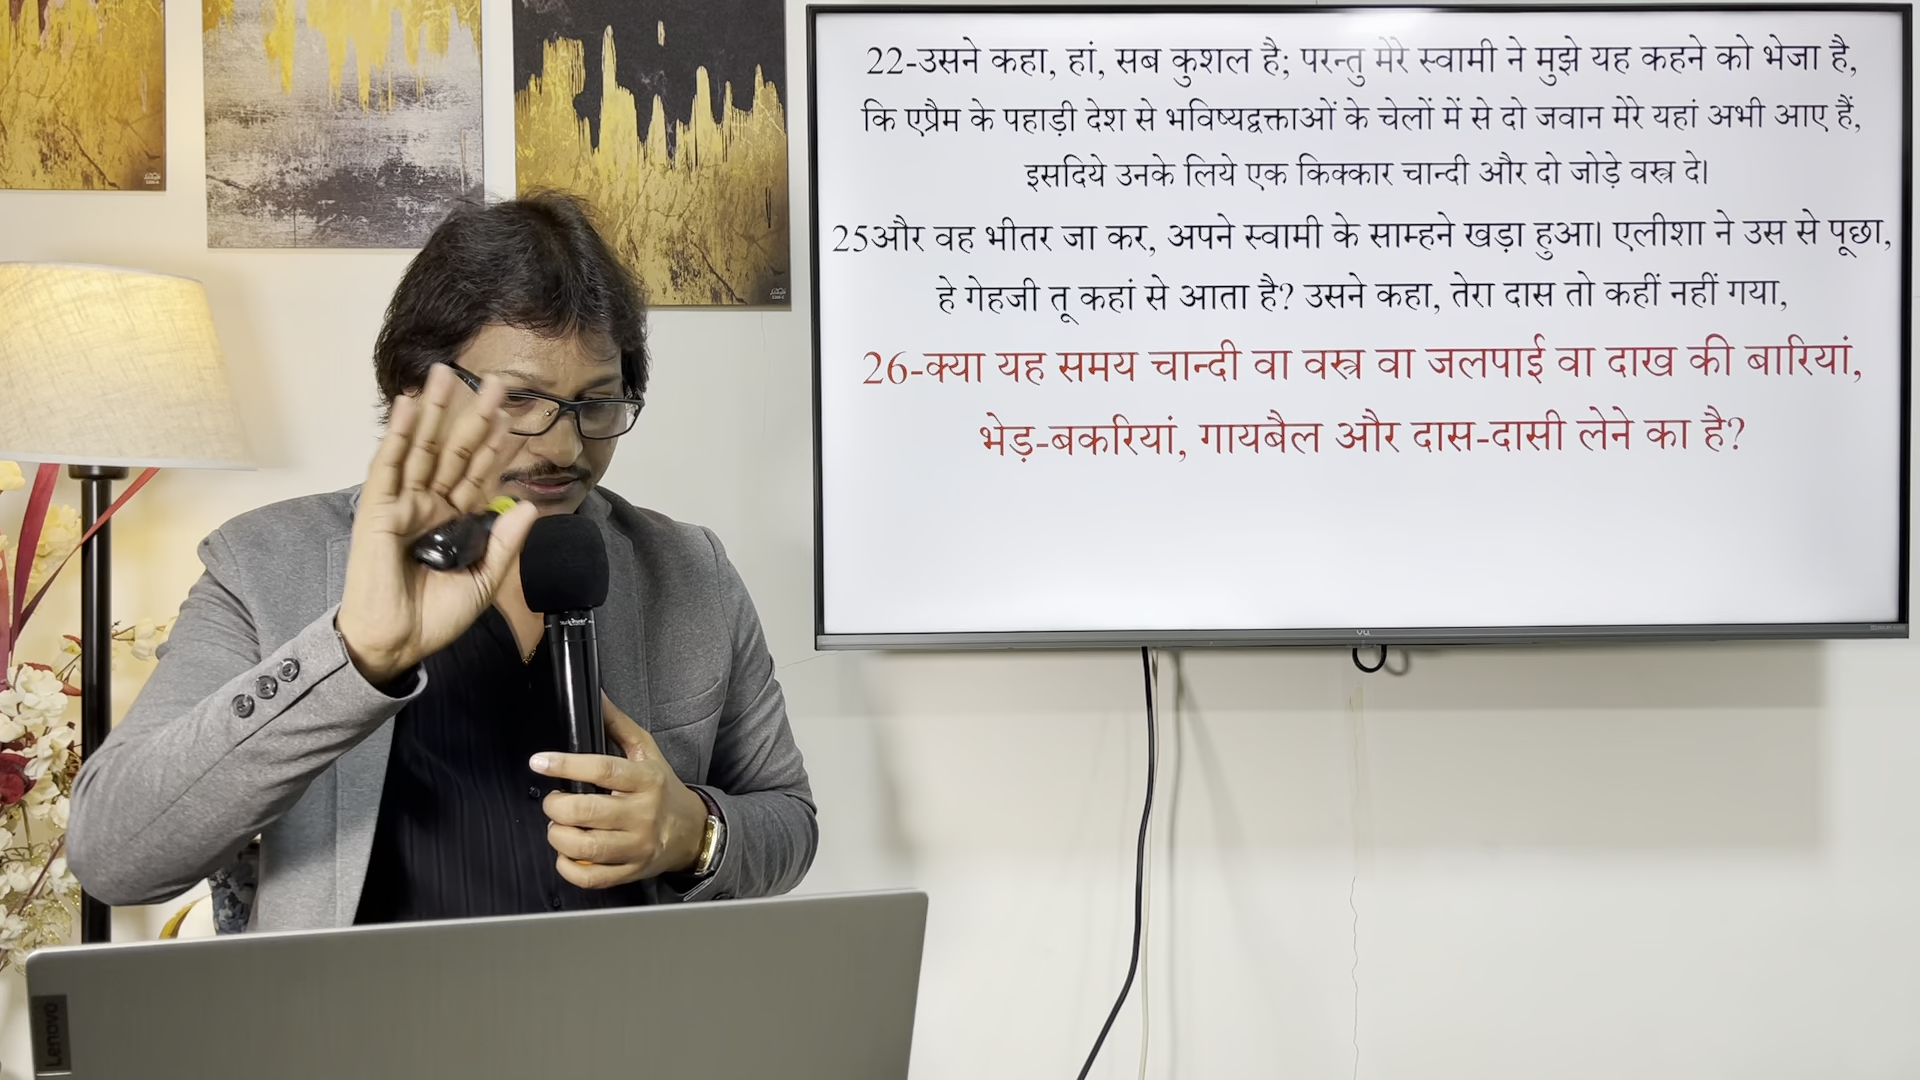 22-उसने कहा, हां, सब कुशल है; परन्तु मेरे स्वामी ने मुझे यह कहने को भेजा है,
कि एप्रैम के पहाड़ी देश से भविष्यद्वक्ताओं के चेलों में से दो जवान मेरे यहां अभी आए हैं,
इसदिये उनके लिये एक किक्कार चान्दी और दो जोड़े वस्त्र दे।
25और वह भीतर जा कर, अपने स्वामी के साम्हने खड़ा हुआ। एलीशा ने उस से पूछा,
हे गेहजी तू कहां से आता है? उसने कहा, तेरा दास तो कहीं नहीं गया,
26-क्या यह समय चान्दी वा वस्त्र वा जलपाई वा दाख की बारियां,
भेड़-बकरियां, गायबैल और दास-दासी लेने का है?
Lenovo